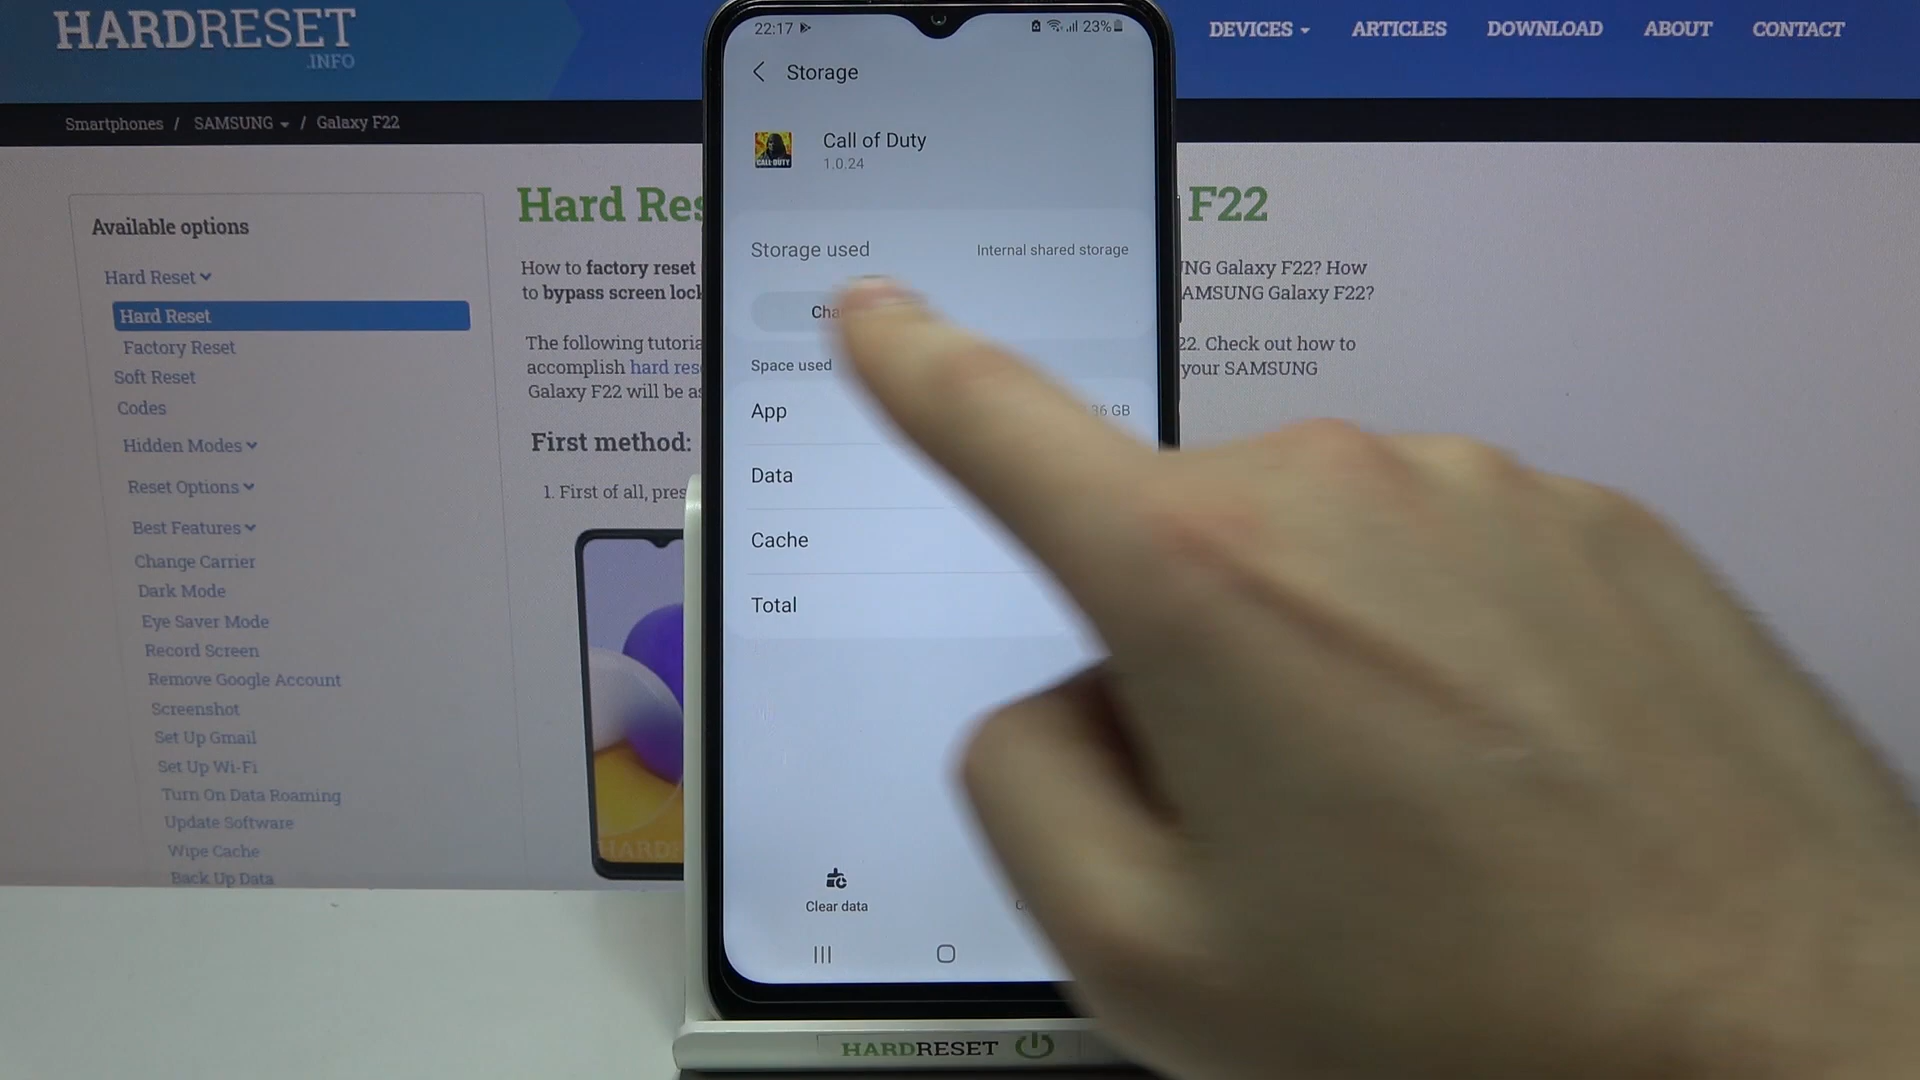 HARDRESET
.INFO
DEVICES
ARTICLES
DOWNLOAD
ABOUT
CONTACT
Smartphones / SAMSUNG / Galaxy F22
Available options
Hard Reset
Hard Reset
Factory Reset
Soft Reset
Codes
Hidden Modes
Reset Options
Best Features
Change Carrier
Dark Mode
Eye Saver Mode
Record Screen
Remove Google Account
Screenshot
Set Up Gmail
Set Up Wi-Fi
Turn On Data Roaming
Update Software
Wipe Cache
Back Up Data
Hard Res
F22
How to factory reset
NG Galaxy F22? How
to bypass screen lock
AMSUNG Galaxy F22?
The following tutoria
22. Check out how to
accomplish hard res
your SAMSUNG
Galaxy F22 will be as
First method:
1. First of all, pres
22:17
23%
Storage
Call of Duty
1.0.24
Storage used
Internal shared storage
Cha
Space used
App
36 GB
Data
Cache
Total
Clear data
HARDRESET